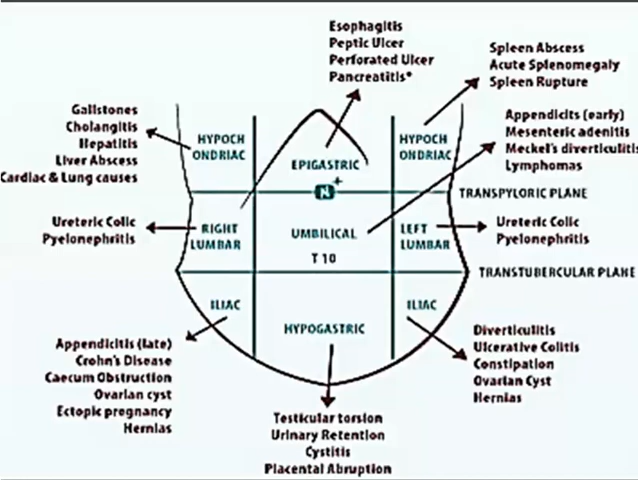 Esophagitis
Peptic Ulcer
Perforated Ulcer
Pancreatitis*
Spleen Abscess
Acute Splenomegaly
Spleen Rupture
Gallstones
Cholangitis
Hepatitis
Liver Abscess
Cardiac & Lung causes
HYPOCH
ONDRIAC
EPIGASTRIC
HYPOCH
ONDRIAC
Appendicits (early)
Mesenteric adenitis
Meckel's diverticulitis
Lymphomas
N +
TRANSPYLORIC PLANE
Ureteric Colic
Pyelonephritis
RIGHT
LUMBAR
UMBILICAL
T 10
LEFT
LUMBAR
Ureteric Colic
Pyelonephritis
TRANSTUBERCULAR PLANE
ILIAC
HYPOGASTRIC
ILIAC
Appendicitis (late)
Crohn's Disease
Caecum Obstruction
Ovarian cyst
Ectopic pregnancy
Hernias
Diverticulitis
Ulcerative Colitis
Constipation
Ovarian Cyst
Hernias
Testicular torsion
Urinary Retention
Cystitis
Placental Abruption